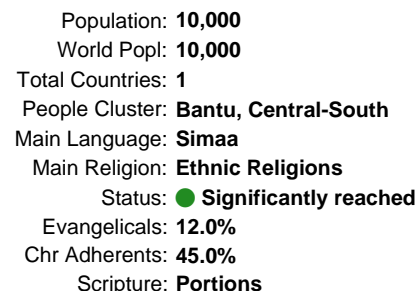 Population: 10,000
World Popl: 10,000
Total Countries: 1
People Cluster: Bantu, Central-South
Main Language: Simaa
Main Religion: Ethnic Religions
Status: Significantly reached
Evangelicals: 12.0%
Chr Adherents: 45.0%
Scripture: Portions